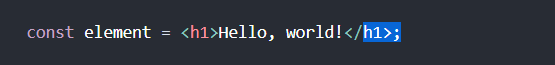 const element = <h1>Hello, world!</h1>;